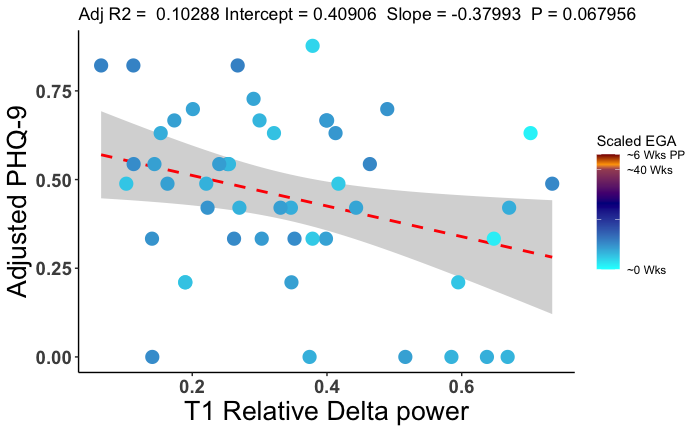 Adj R2 =  0.10288 Intercept = 0.40906  Slope = -0.37993  P = 0.067956
Adjusted PHQ-9
0.75
0.50
0.25
0.00
0.2
0.4
0.6
T1 Relative Delta power
Scaled EGA
~6 Wks PP
~40 Wks
~0 Wks